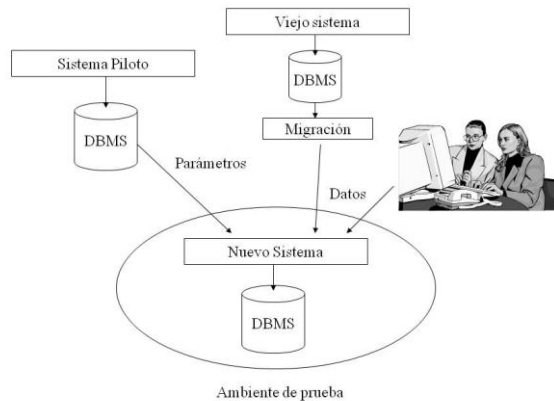 Viejo sistema
Sistema Piloto
DBMS
DBMS
Migración
Parámetros
Datos
Nuevo Sistema
DBMS
Ambiente de prueba